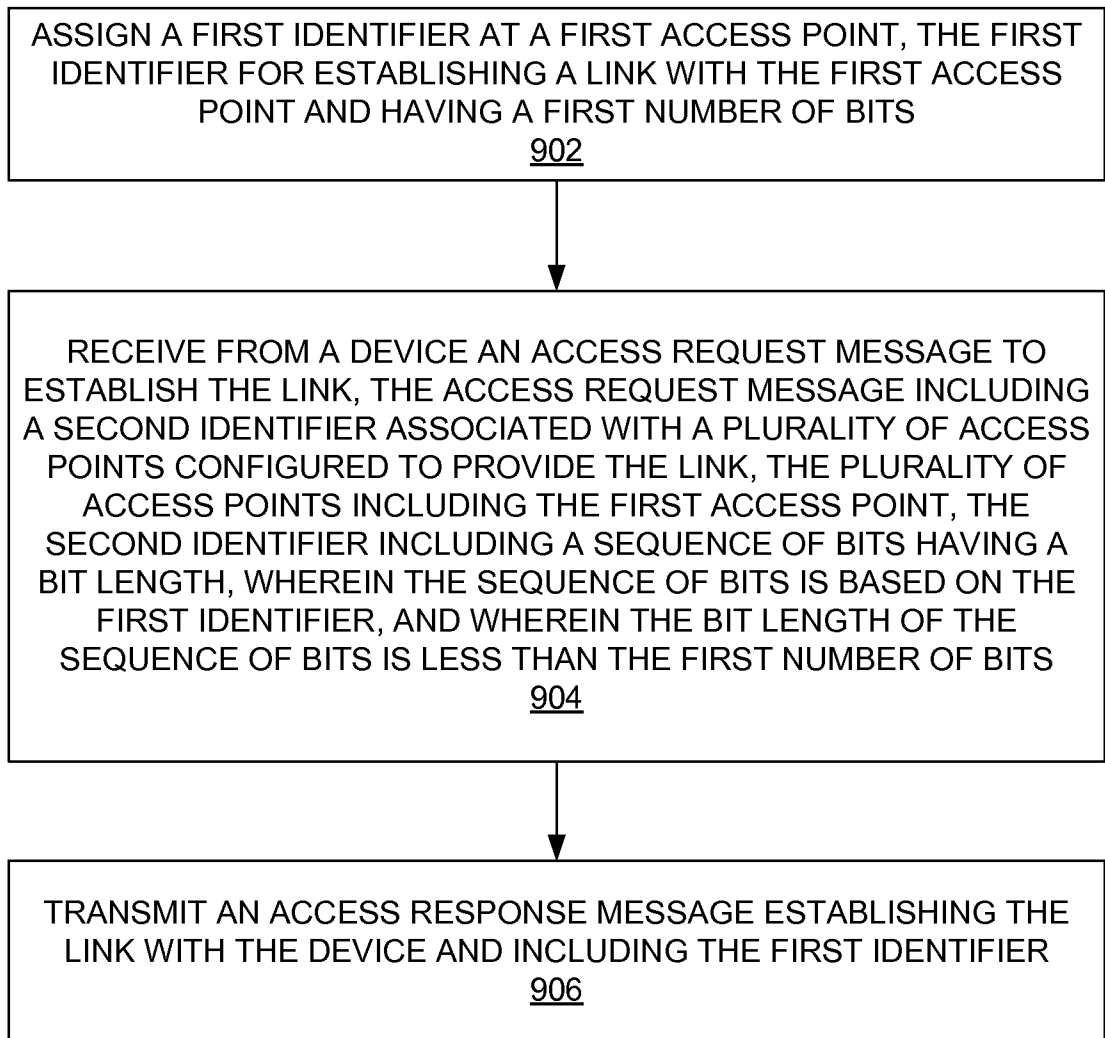 ASSIGN A FIRST IDENTIFIER AT A FIRST ACCESS POINT, THE FIRST
IDENTIFIER FOR ESTABLISHING A LINK WITH THE FIRST ACCESS
POINT AND HAVING A FIRST NUMBER OF BITS
902
RECEIVE FROM A DEVICE AN ACCESS REQUEST MESSAGE TO
ESTABLISH THE LINK, THE ACCESS REQUEST MESSAGE INCLUDING
A SECOND IDENTIFIER ASSOCIATED WITH A PLURALITY OF ACCESS
POINTS CONFIGURED TO PROVIDE THE LINK, THE PLURALITY OF
ACCESS POINTS INCLUDING THE FIRST ACCESS POINT, THE
SECOND IDENTIFIER INCLUDING A SEQUENCE OF BITS HAVING A
BIT LENGTH, WHEREIN THE SEQUENCE OF BITS IS BASED ON THE
FIRST IDENTIFIER, AND WHEREIN THE BIT LENGTH OF THE
SEQUENCE OF BITS IS LESS THAN THE FIRST NUMBER OF BITS
904
TRANSMIT AN ACCESS RESPONSE MESSAGE ESTABLISHING THE
LINK WITH THE DEVICE AND INCLUDING THE FIRST IDENTIFIER
906